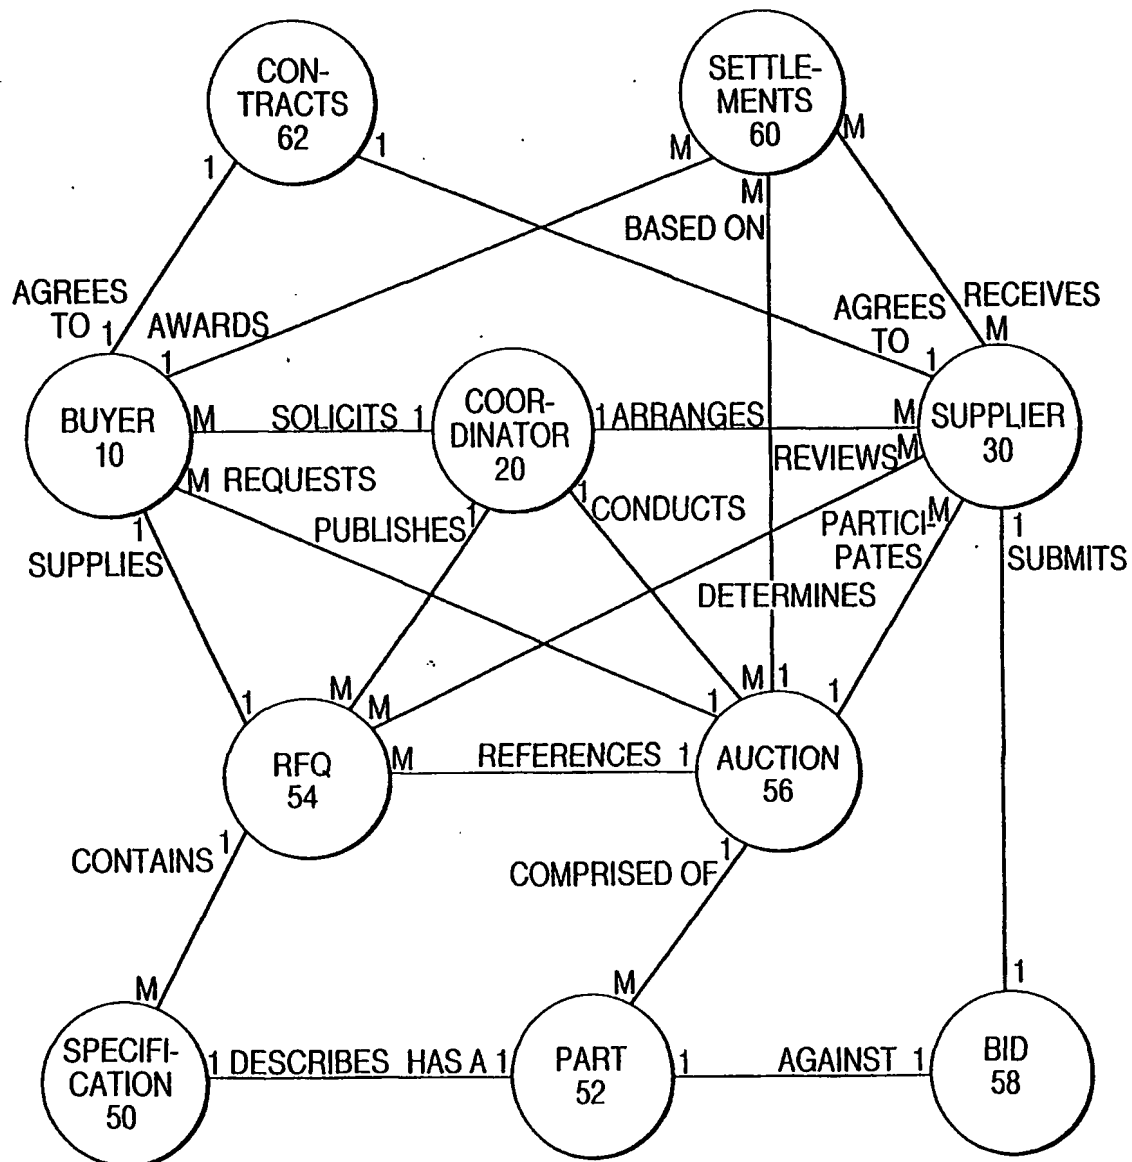 CON-
TRACTS
62
SETTLE-
MENTS
60
1
1
M
M
M
BASED ON
AGREES
TO
1
AWARDS
1
AGREES
TO
1
RECEIVES
M
BUYER
10
M
SOLICITS
1
COOR-
DINATOR
20
1
ARRANGES
M
SUPPLIER
30
REVIEWS
M
M
REQUESTS
1
SUPPLIES
PUBLISHES
1
1
CONDUCTS
PARTICI-
PATES
M
1
SUBMITS
DETERMINES
1
M
M
1
M
1
1
RFQ
54
M
REFERENCES
1
AUCTION
56
CONTAINS
1
COMPRISED OF
1
M
M
1
SPECIFI-
CATION
50
1
DESCRIBES
HAS A
1
PART
52
1
AGAINST
1
BID
58